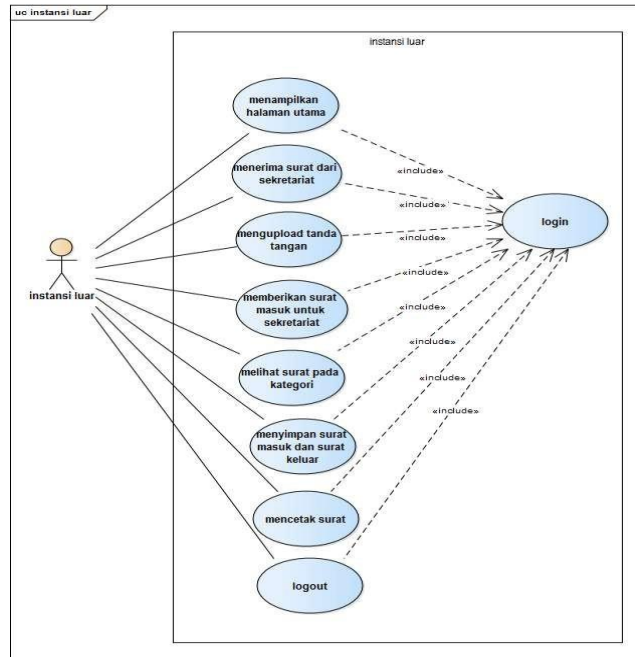 uc instansi luar
instansi luar
menampilkan
halaman utama
«include»
menerima surat dari
sekretariat
«include»
login
mengupload tanda
tangan
«include»
instansi luar
memberikan surat
masuk untuk
sekretariat
«include»
melihat surat pada
kategori
«include»
menyimpan surat
masuk dan surat
keluar
«include»
mencetak surat
«include»
logout
«include»